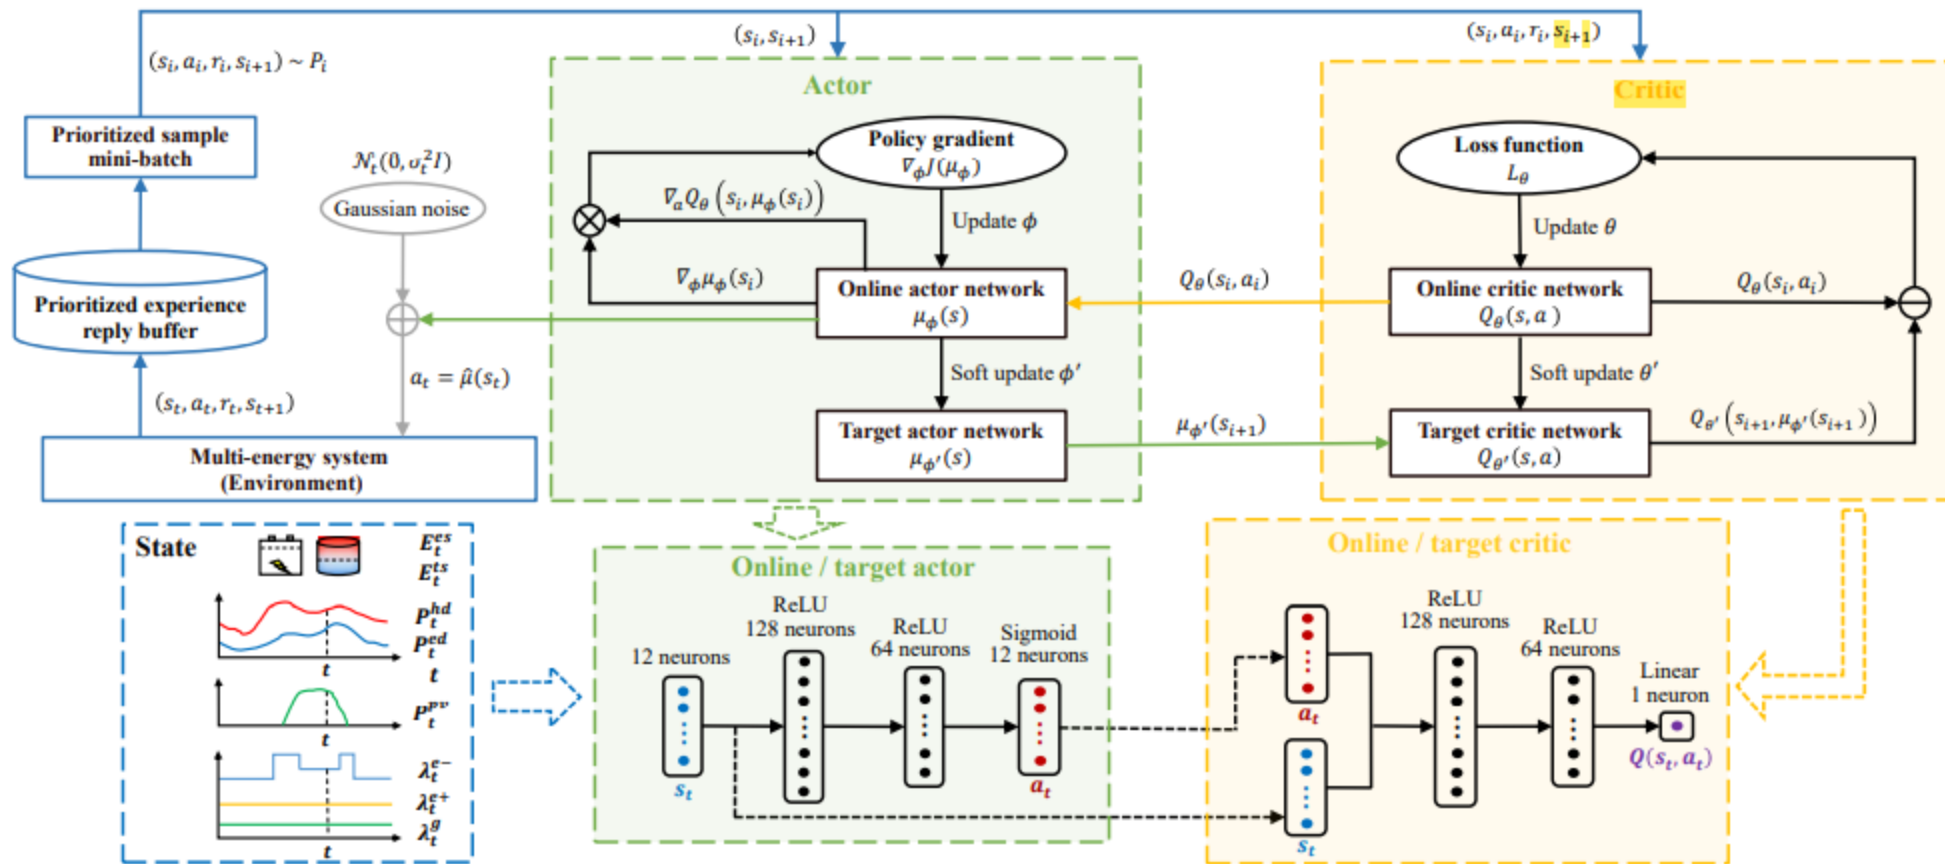 (s_i, s_{i+1})
(s_i, a_i, r_i, s_{i+1})
(s_i, a_i, r_i, s_{i+1}) ~ P_i
Prioritized sample
mini-batch
𝒩_t(0, σ_t^2 I)
Gaussian noise
Prioritized experience
reply buffer
a_t = μ̂(s_t)
(s_t, a_t, r_t, s_{t+1})
Multi-energy system
(Environment)
Actor
Policy gradient
∇_ϕ J(μ_ϕ)
∇_a Q_θ (s_i, μ_ϕ(s_i))
Update ϕ
∇_ϕ μ_ϕ(s_i)
Online actor network
μ_ϕ(s)
Soft update ϕ′
Target actor network
μ_ϕ′(s)
Q_θ(s_i, a_i)
μ_ϕ′(s_{i+1})
Critic
Loss function
L_θ
Update θ
Online critic network
Q_θ(s, a )
Q_θ(s_i, a_i)
Soft update θ′
Target critic network
Q_θ′(s, a)
Q_θ′ (s_{i+1}, μ_ϕ′(s_{i+1} ))
State
E_t^{es}
E_t^{ts}
P_t^{hd}
P_t^{ed}
t
t
P_t^{pv}
t
λ_t^{e−}
λ_t^{e+}
λ_t^g
t
Online / target actor
12 neurons
s_t
ReLU
128 neurons
ReLU
64 neurons
Sigmoid
12 neurons
a_t
Online / target critic
a_t
s_t
ReLU
128 neurons
ReLU
64 neurons
Linear
1 neuron
Q(s_t, a_t)